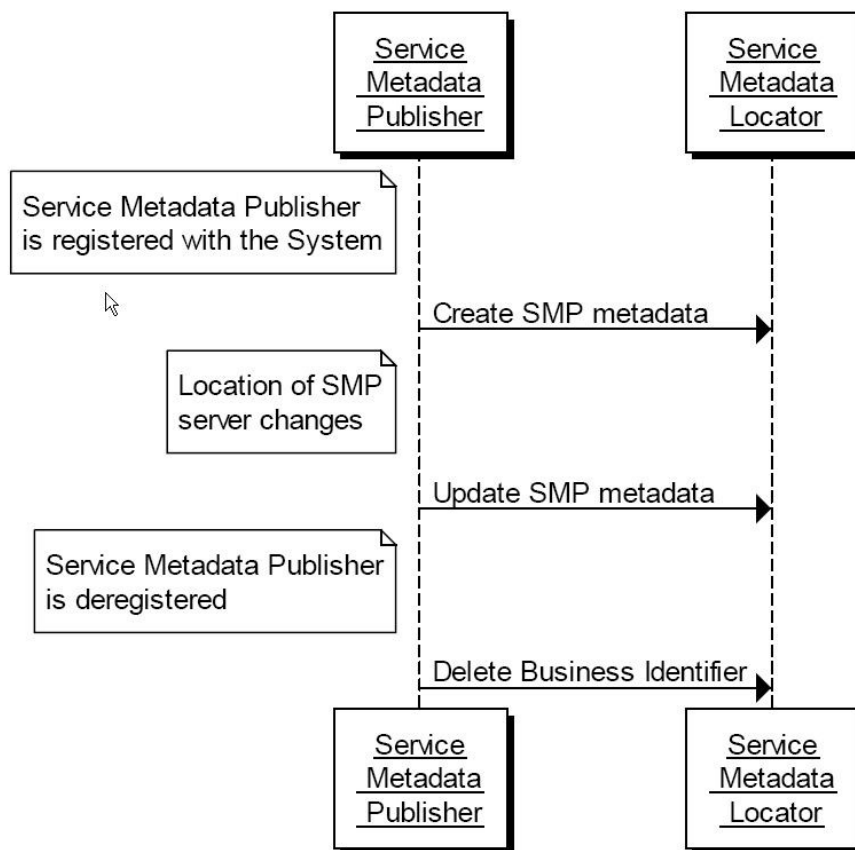 Service
Metadata
Publisher
Service
Metadata
Locator
Service Metadata Publisher
is registered with the System
Create SMP metadata
Location of SMP
server changes
Update SMP metadata
Service Metadata Publisher
is deregistered
Delete Business Identifier
Service
Metadata
Publisher
Service
Metadata
Locator